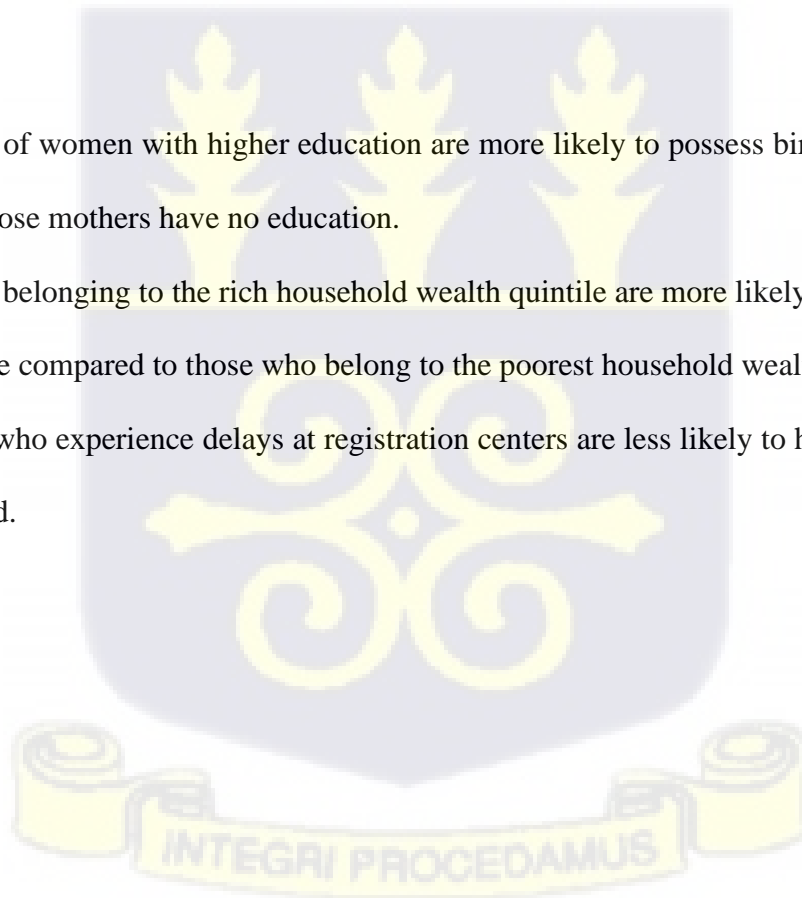 of women with higher education are more likely to possess bir
ose mothers have no education.
belonging to the rich household wealth quintile are more likely
e compared to those who belong to the poorest household weal
who experience delays at registration centers are less likely to h
d.
INTEGRI PROCEDAMUS